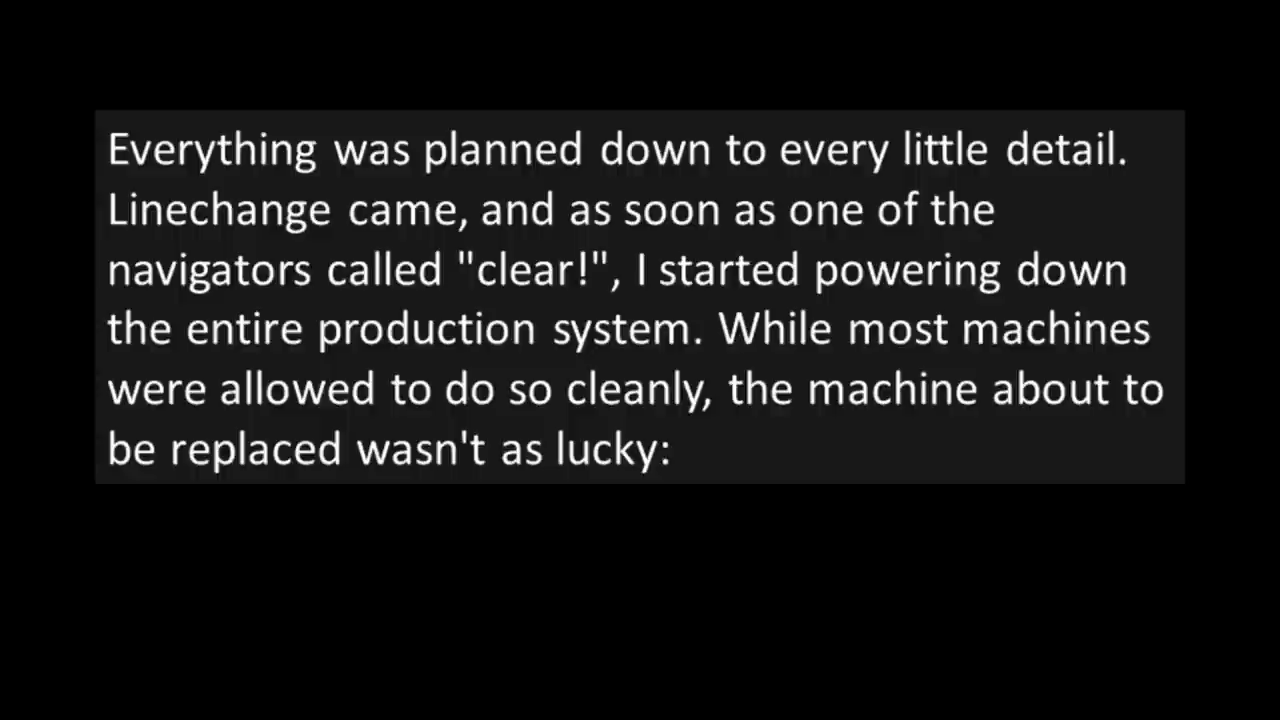 Everything was planned down to every little detail.
Linechange came, and as soon as one of the
navigators called "clear!", I started powering down
the entire production system. While most machines
were allowed to do so cleanly, the machine about to
be replaced wasn't as lucky: